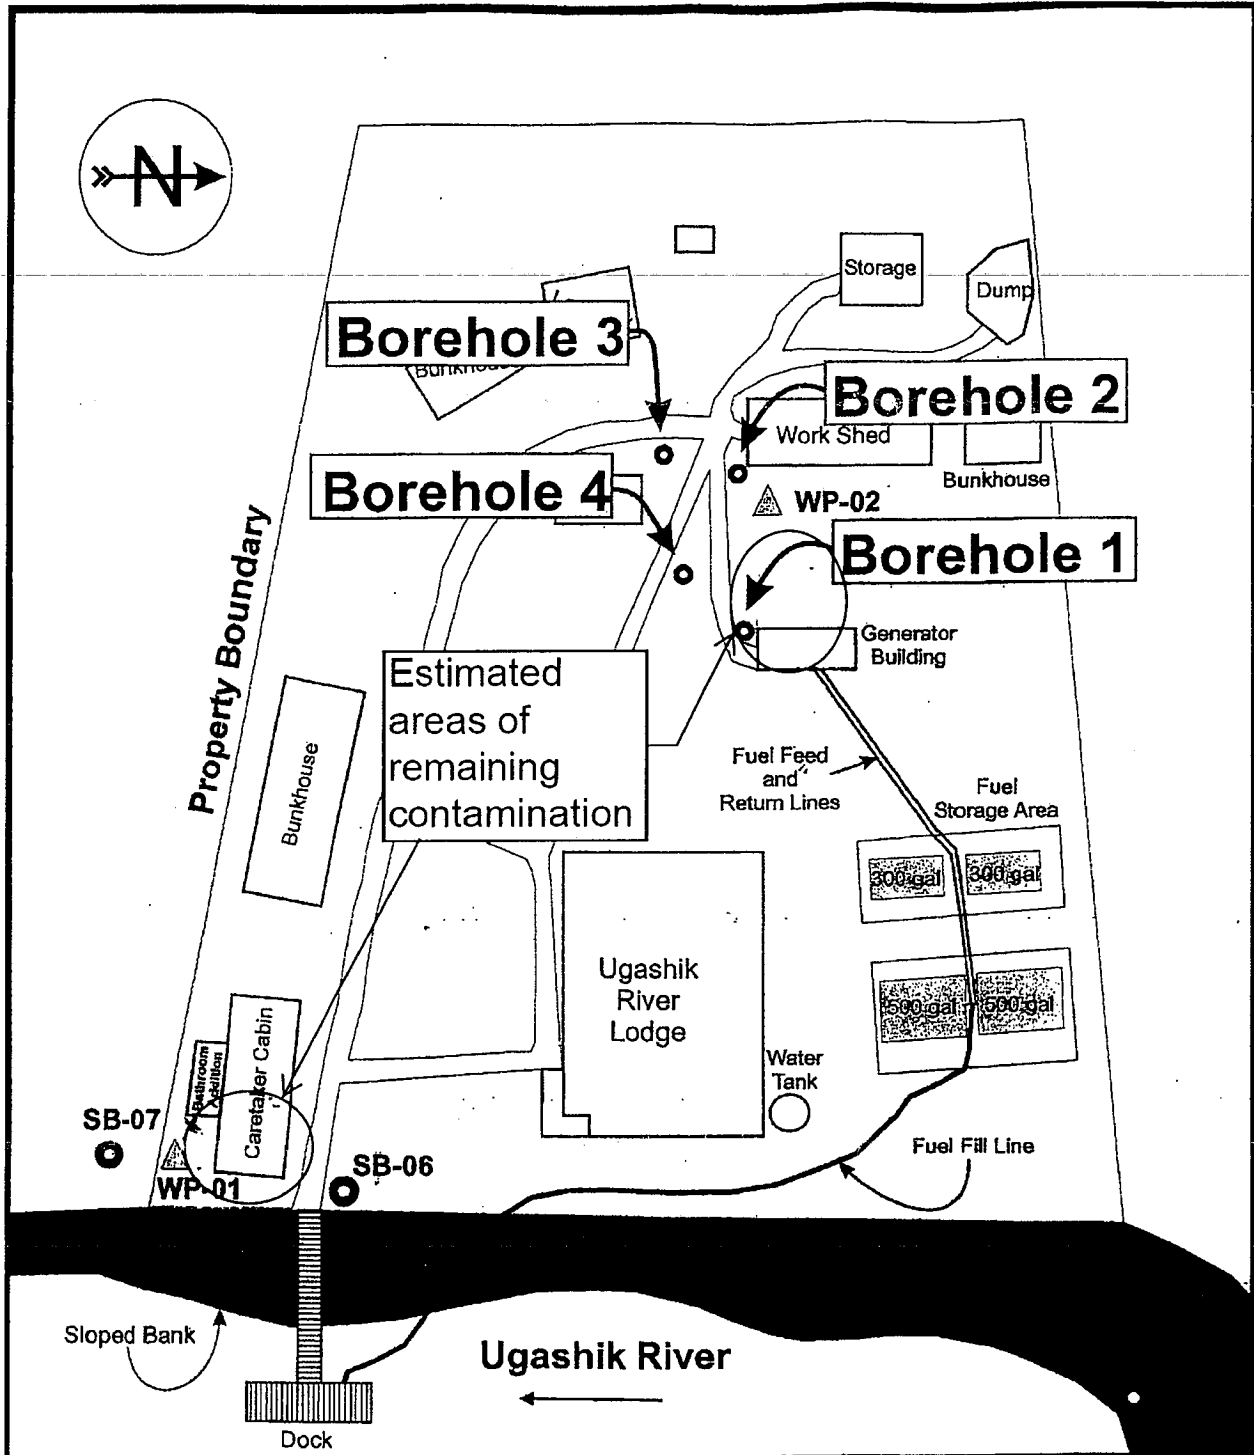 N
Storage
Dump
Borehole 3
Bunkhouse
Borehole 2
Work Shed
Bunkhouse
Borehole 4
WP-02
Borehole 1
Generator
Building
Property Boundary
Estimated
areas of
remaining
contamination
Bunkhouse
Fuel Feed
and
Return Lines
Fuel
Storage Area
300-gal
300-gal
500-gal
500-gal
Ugashik
River
Lodge
Water
Tank
Bathroom
Addition
Caretaker Cabin
SB-07
WP-01
SB-06
Fuel Fill Line
Sloped Bank
Ugashik River
Dock